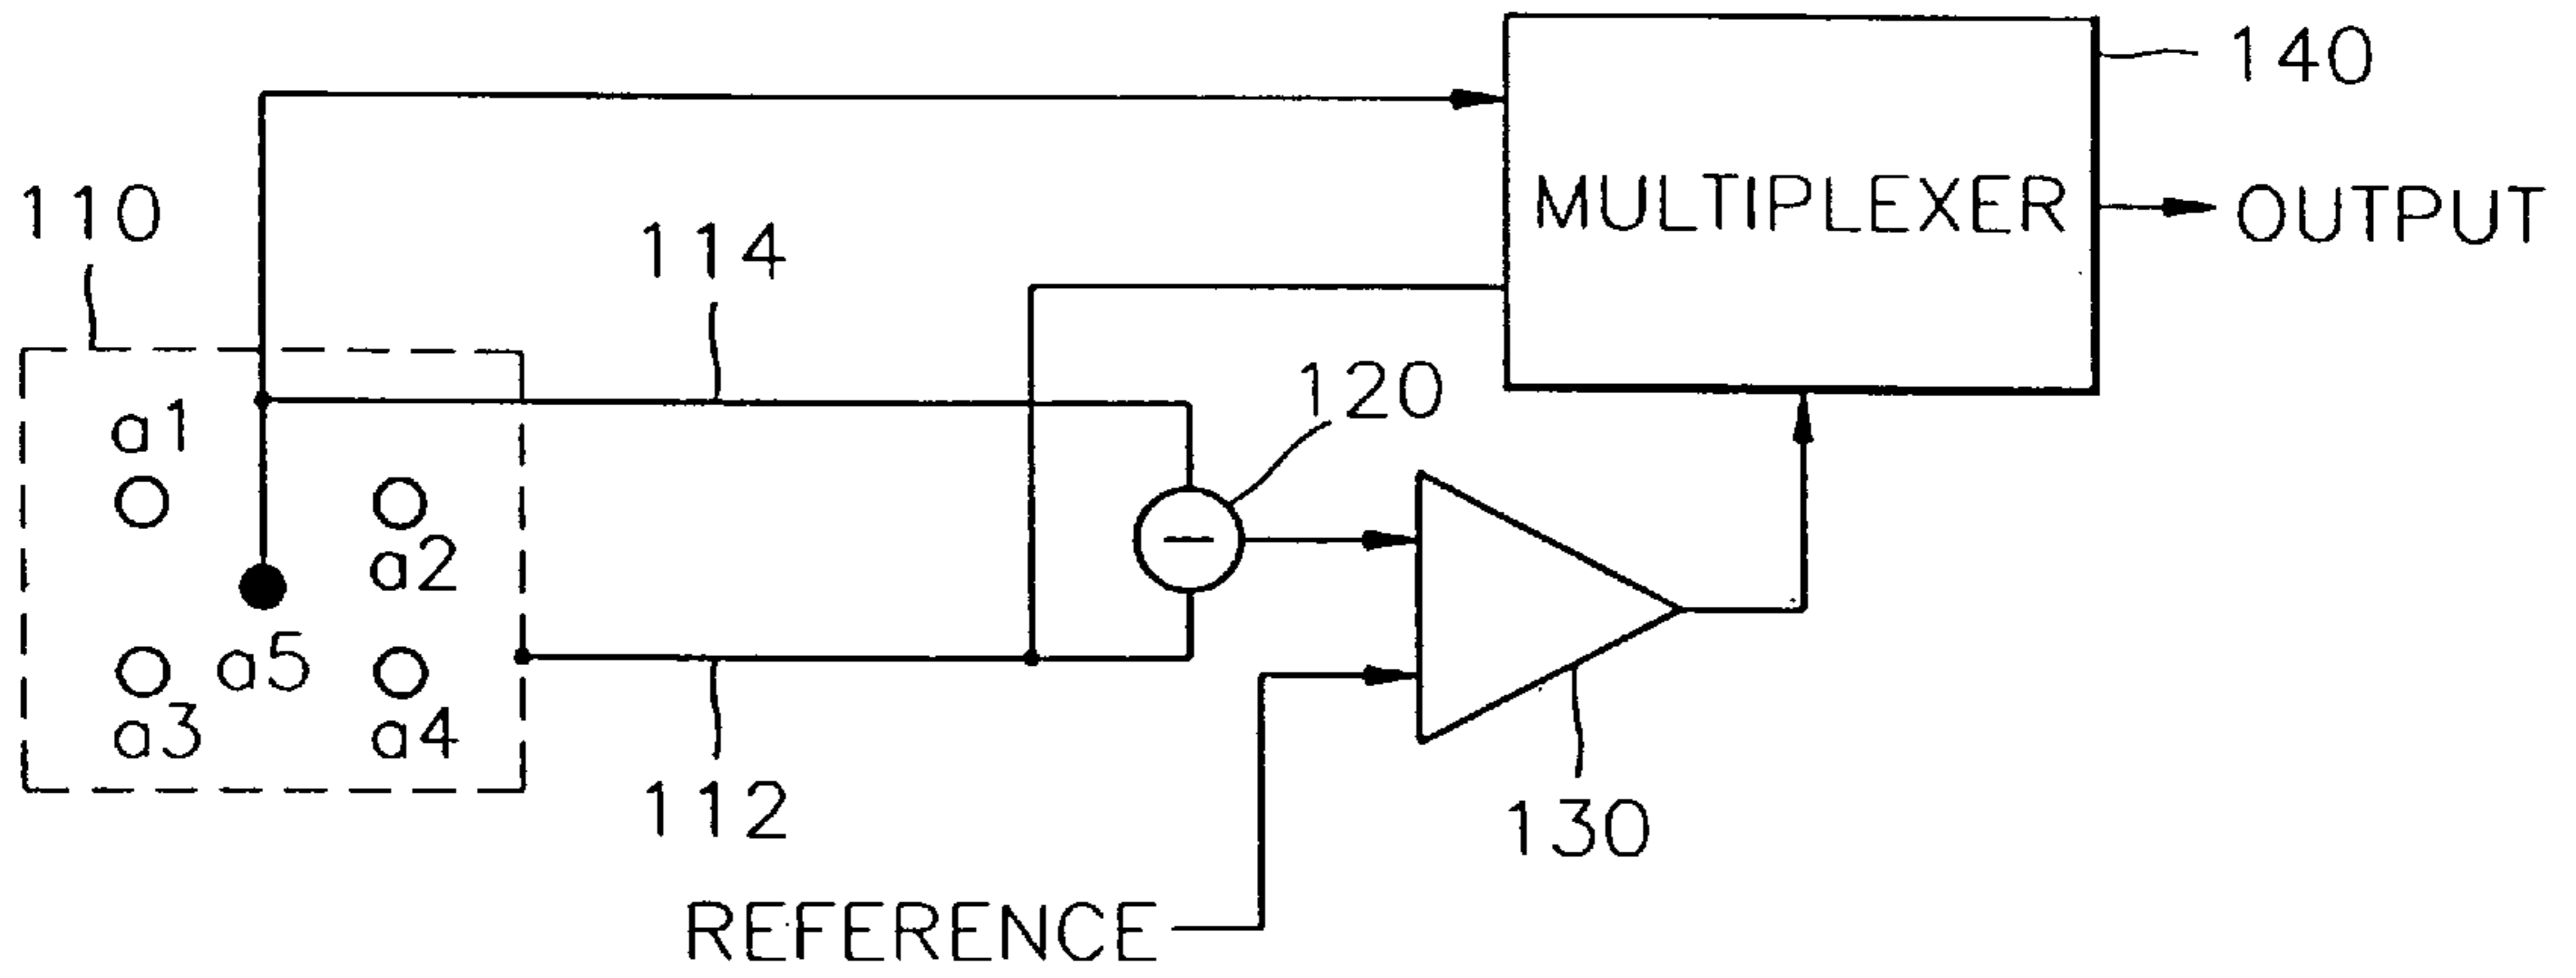 140
MULTIPLEXER
OUTPUT
110
114
120
a1
a2
a5
a3
a4
112
130
REFERENCE